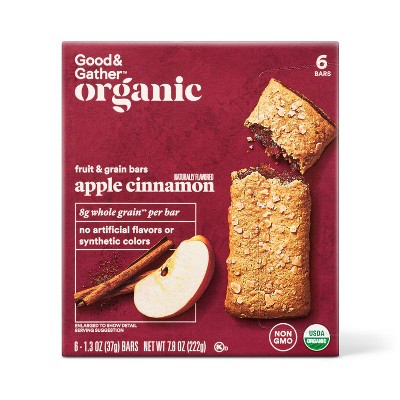 Good&
Gather™
organic
6
BARS
fruit & grain bars
apple cinnamon
NATURALLY FLAVORED
8g whole grain** per bar
no artificial flavors or
synthetic colors
ENLARGED TO SHOW DETAIL
SERVING SUGGESTION
6 - 1.3 OZ (37g) BARS NET WT 7.8 OZ (222g)
K D
NON
GMO
USDA
ORGANIC